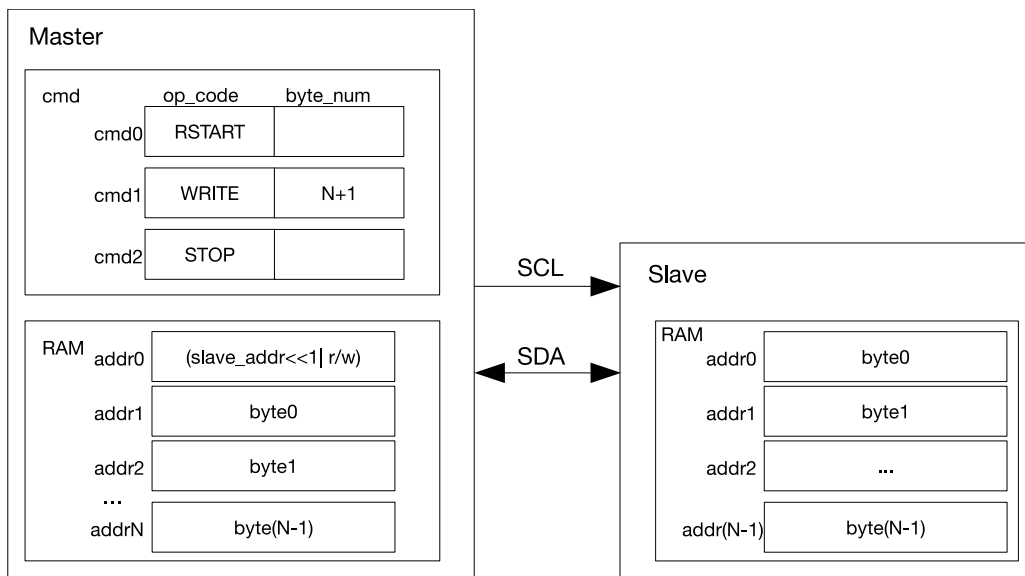 Master
cmd op_code byte_num
cmd0 RSTART
cmd1 WRITE N+1
cmd2 STOP
RAM
addr0 (slave_addr<<1| r/w)
addr1 byte0
addr2 byte1
...
addrN byte(N-1)
SCL
SDA
Slave
RAM
addr0 byte0
addr1 byte1
addr2 ...
addr(N-1) byte(N-1)